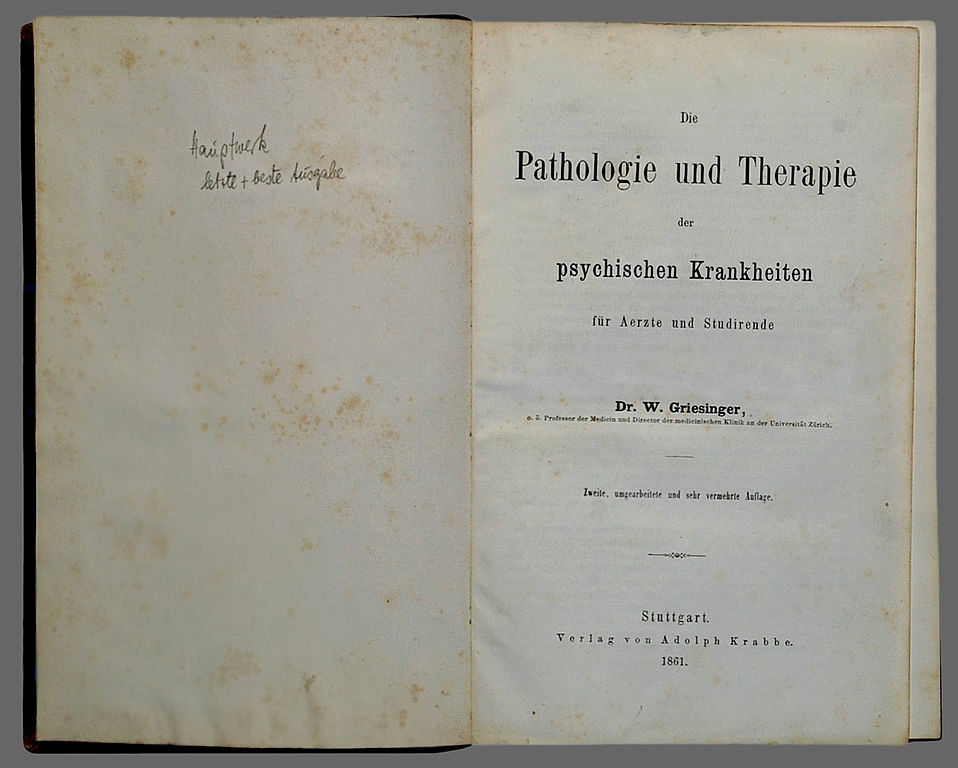 Hauptwerk
letzte + beste Ausgabe
Die
Pathologie und Therapie
der
psychischen Krankheiten
für Aerzte und Studirende
Dr. W. Griesinger,
o. ö. Professor der Medicin und Director der medicinischen Klinik an der Universität Zürich.
Zweite, umgearbeitete und sehr vermehrte Auflage.
Stuttgart.
Verlag von Adolph Krabbe.
1861.